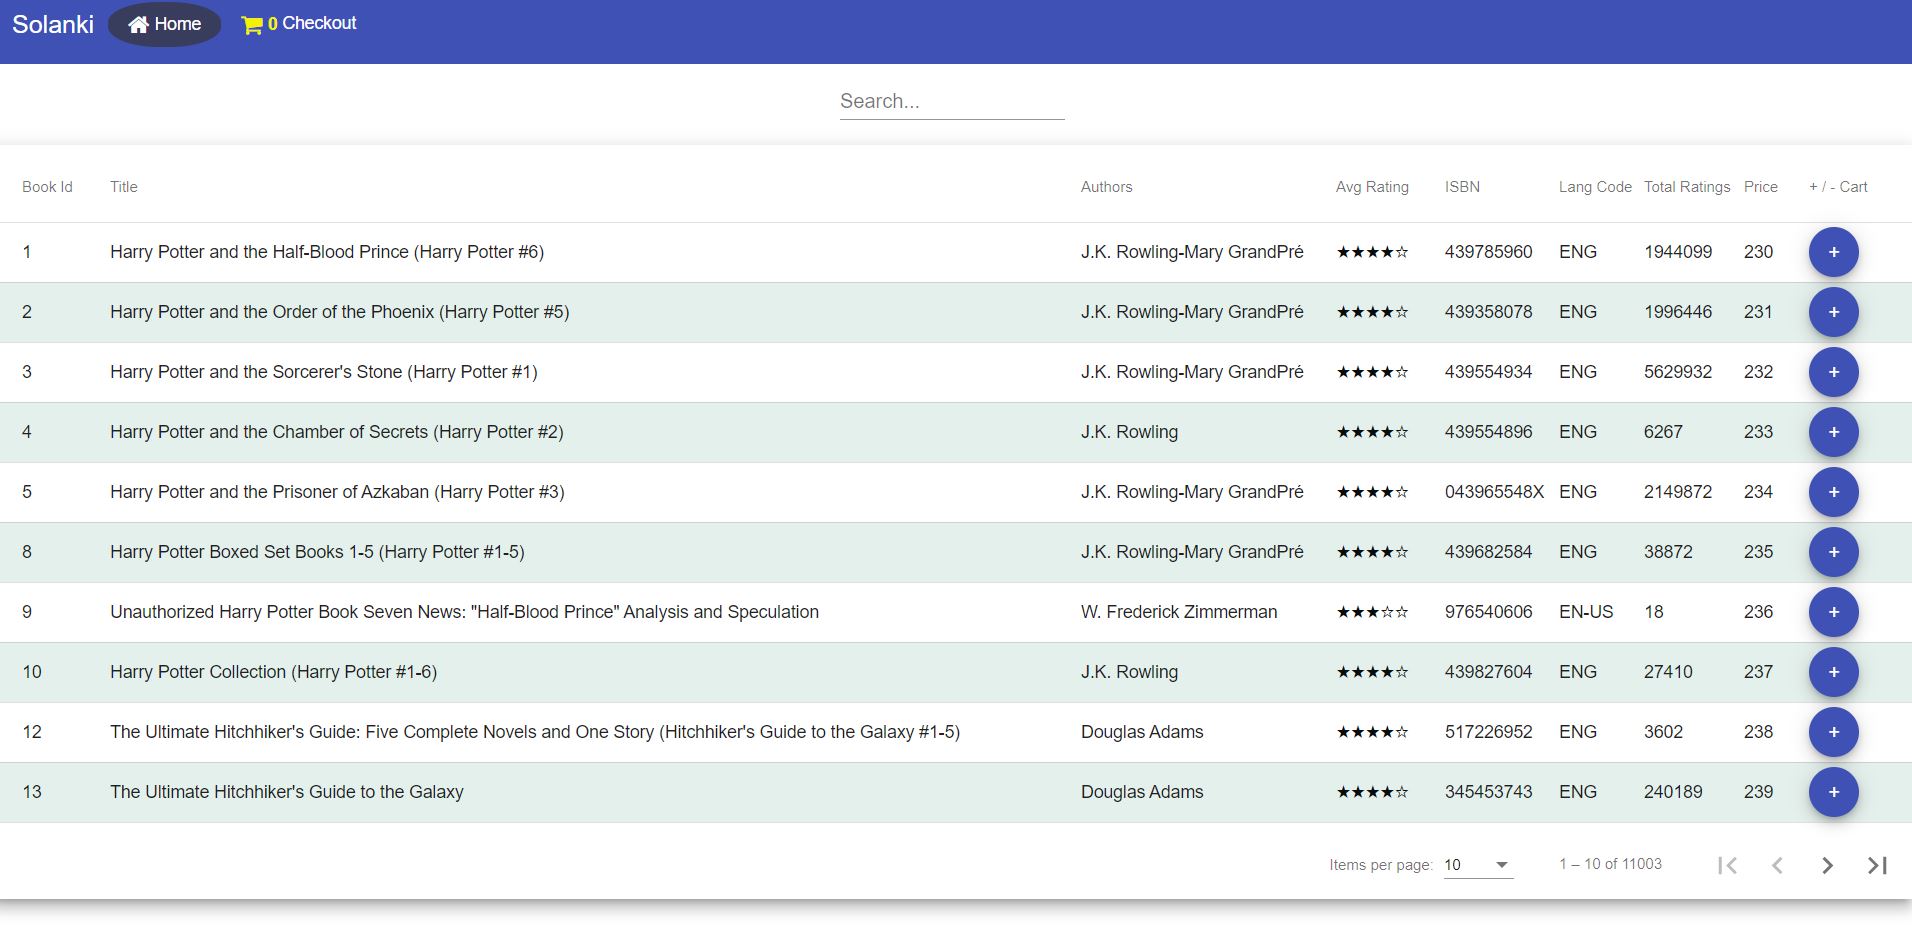 Solanki Home 0 Checkout
Search...
Book Id Title Authors Avg Rating ISBN Lang Code Total Ratings Price + / - Cart
1 Harry Potter and the Half-Blood Prince (Harry Potter #6) J.K. Rowling-Mary GrandPré ★★★★☆ 439785960 ENG 1944099 230 +
2 Harry Potter and the Order of the Phoenix (Harry Potter #5) J.K. Rowling-Mary GrandPré ★★★★☆ 439358078 ENG 1996446 231 +
3 Harry Potter and the Sorcerer's Stone (Harry Potter #1) J.K. Rowling-Mary GrandPré ★★★★☆ 439554934 ENG 5629932 232 +
4 Harry Potter and the Chamber of Secrets (Harry Potter #2) J.K. Rowling ★★★★☆ 439554896 ENG 6267 233 +
5 Harry Potter and the Prisoner of Azkaban (Harry Potter #3) J.K. Rowling-Mary GrandPré ★★★★☆ 043965548X ENG 2149872 234 +
8 Harry Potter Boxed Set Books 1-5 (Harry Potter #1-5) J.K. Rowling-Mary GrandPré ★★★★☆ 439682584 ENG 38872 235 +
9 Unauthorized Harry Potter Book Seven News: "Half-Blood Prince" Analysis and Speculation W. Frederick Zimmerman ★★★☆☆ 976540606 EN-US 18 236 +
10 Harry Potter Collection (Harry Potter #1-6) J.K. Rowling ★★★★☆ 439827604 ENG 27410 237 +
12 The Ultimate Hitchhiker's Guide: Five Complete Novels and One Story (Hitchhiker's Guide to the Galaxy #1-5) Douglas Adams ★★★★☆ 517226952 ENG 3602 238 +
13 The Ultimate Hitchhiker's Guide to the Galaxy Douglas Adams ★★★★☆ 345453743 ENG 240189 239 +
Items per page: 10 1 – 10 of 11003